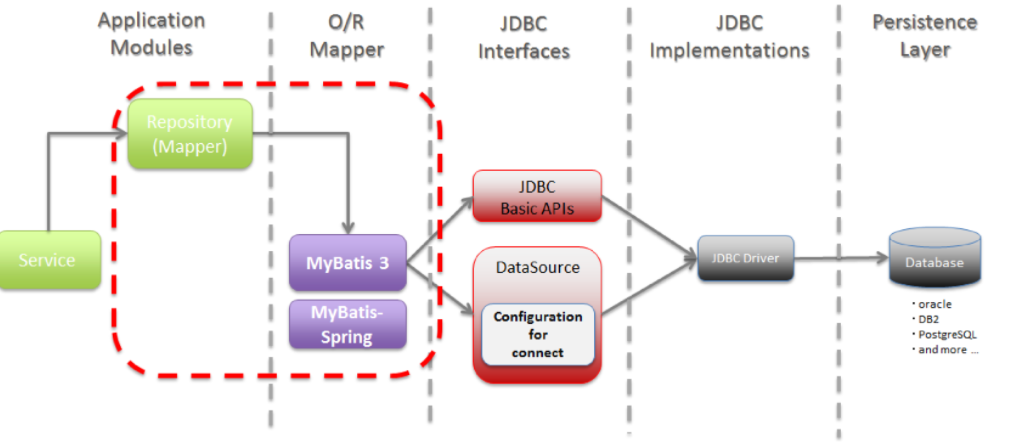 Application
Modules
O/R
Mapper
JDBC
Interfaces
JDBC
Implementations
Persistence
Layer
Repository
(Mapper)
Service
MyBatis 3
MyBatis-
Spring
JDBC
Basic APIs
DataSource
Configuration
for
connect
JDBC Driver
Database
・oracle
・DB2
・PostgreSQL
・and more ...